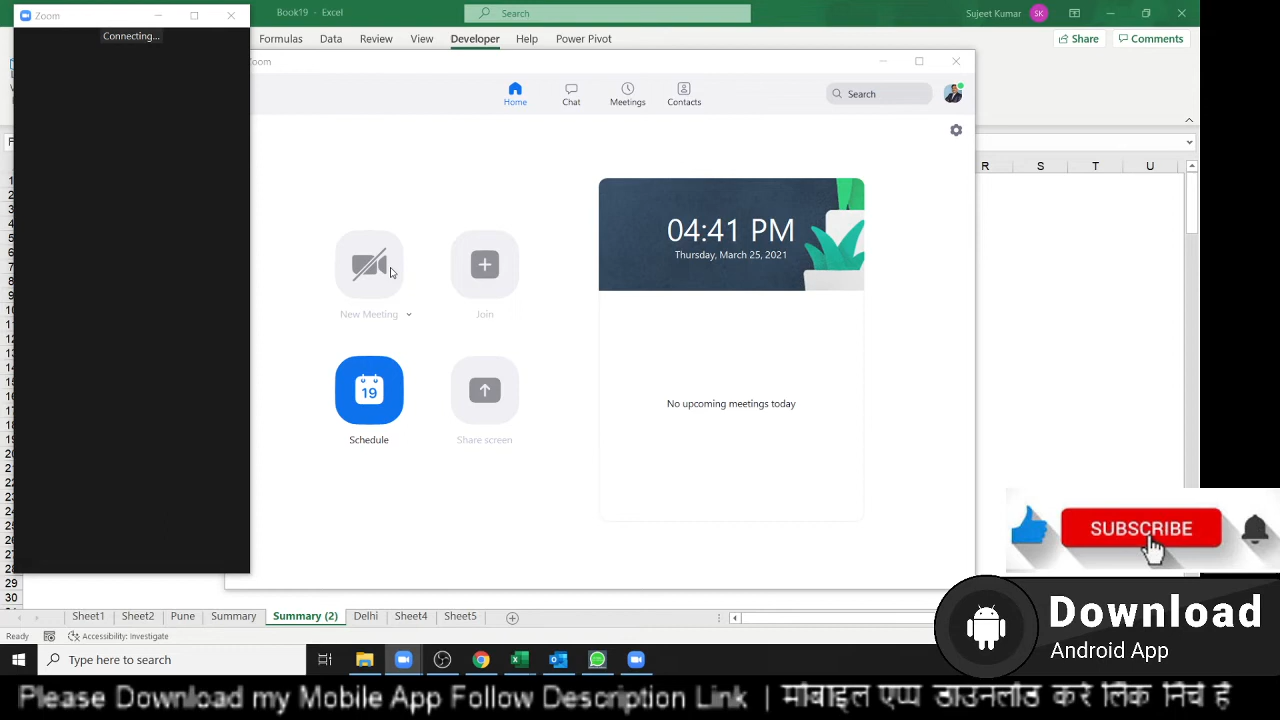 Zoom
Connecting...
Book19 - Excel
Search
Sujeet Kumar
SK
Formulas
Data
Review
View
Developer
Help
Power Pivot
Share
Comments
Home
Chat
Meetings
Contacts
Search
R
S
T
U
New Meeting
Join
19
Schedule
Share screen
04:41 PM
Thursday, March 25, 2021
No upcoming meetings today
27
28
29
30
Sheet1
Sheet2
Pune
Summary
Summary (2)
Delhi
Sheet4
Sheet5
Ready
Accessibility: Investigate
Type here to search
SUBSCRIBE
Download
Android App
Please Download my Mobile App Follow Description Link | मोबाइल एप्प डाउनलोड करे लिंक निचे है